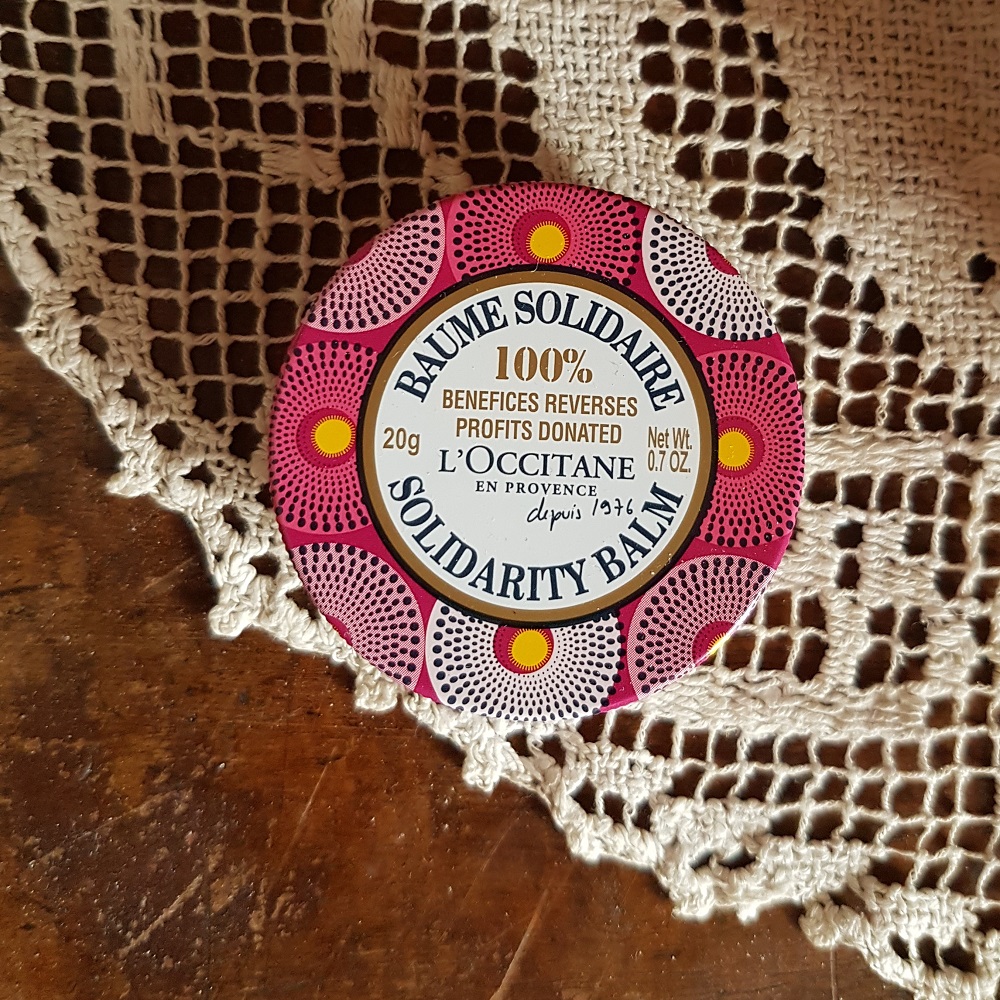 BAUME SOLIDAIRE
100%
BENEFICES REVERSES
PROFITS DONATED
20g
Net Wt.
0.7 OZ.
L'OCCITANE
EN PROVENCE
depuis 1976
SOLIDARITY BALM